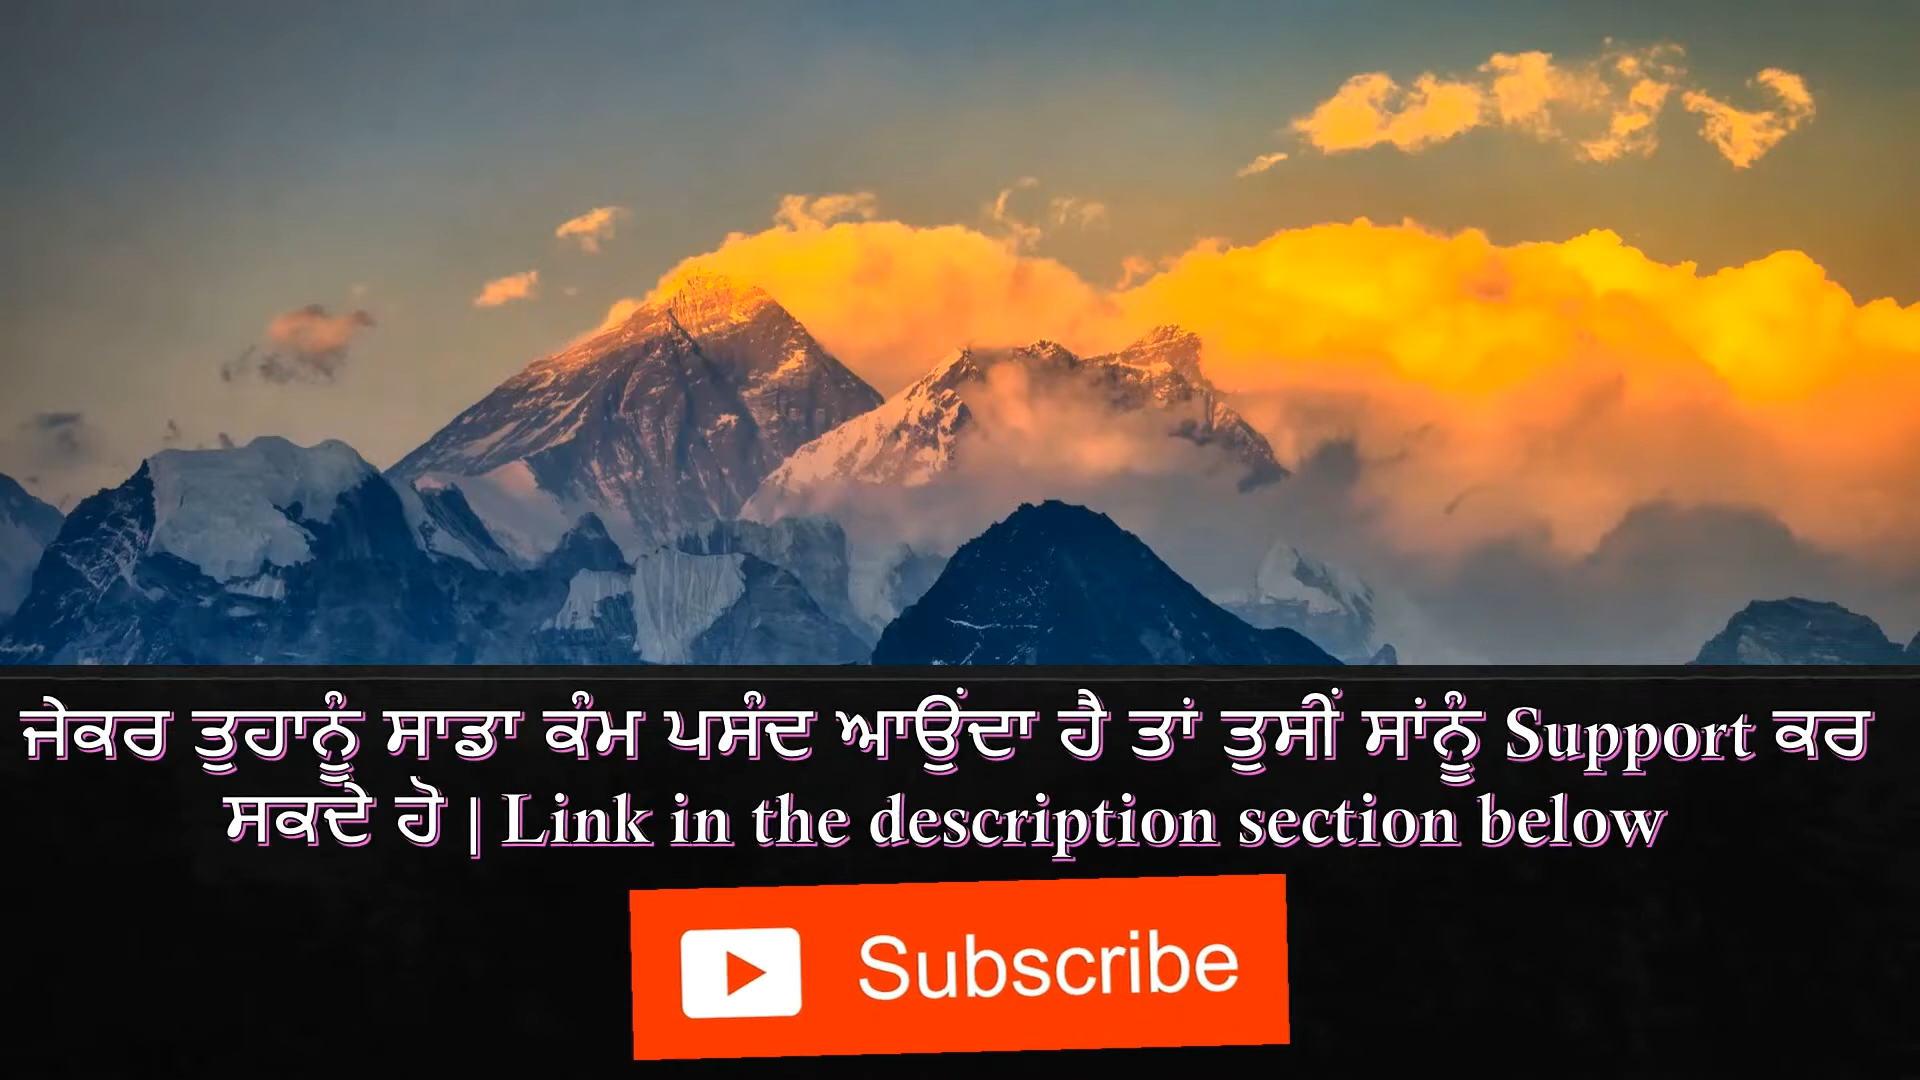 ਜੇਕਰ ਤੁਹਾਨੂੰ ਸਾਡਾ ਕੰਮ ਪਸੰਦ ਆਉਂਦਾ ਹੈ ਤਾਂ ਤੁਸੀਂ ਸਾਂਨੂੰ Support ਕਰ
ਸਕਦੇ ਹੋ | Link in the description section below
Subscribe